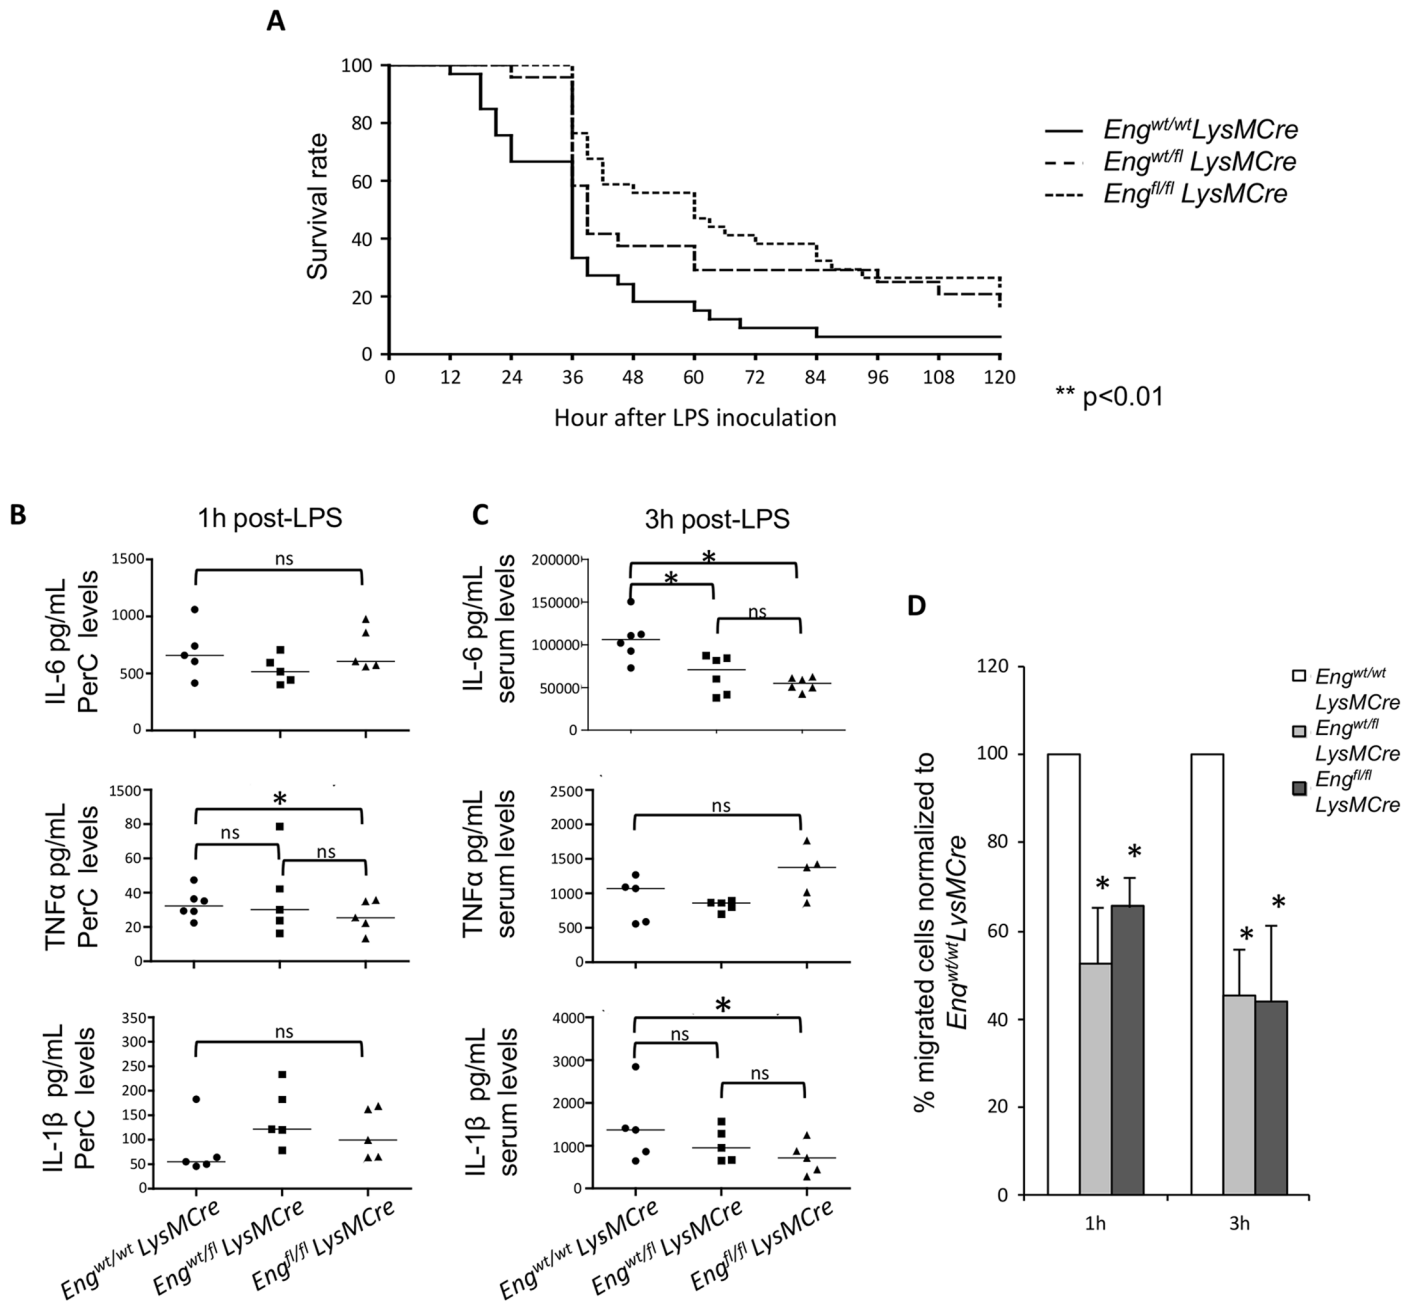 A
100
80
60
40
20
0
Survival rate
0 12 24 36 48 60 72 84 96 108 120
Hour after LPS inoculation
Eng^wt/wt LysMCre
Eng^wt/fl LysMCre
Eng^fl/fl LysMCre
** p<0.01
B
1h post-LPS
IL-6 pg/mL
PerC levels
1500
1000
500
0
ns
TNFα pg/mL
PerC levels
1500
80
60
40
20
0
*
ns
ns
IL-1β pg/mL
PerC levels
350
300
250
200
150
100
50
0
ns
Eng^wt/wt LysMCre
Eng^wt/fl LysMCre
Eng^fl/fl LysMCre
C
3h post-LPS
IL-6 pg/mL
serum levels
200000
150000
100000
50000
0
*
*
ns
TNFα pg/mL
serum levels
2500
2000
1500
1000
500
0
ns
IL-1β pg/mL
serum levels
4000
3000
2000
1000
0
*
ns
ns
Eng^wt/wt LysMCre
Eng^wt/fl LysMCre
Eng^fl/fl LysMCre
D
% migrated cells normalized to
Eng^wt/wt LysMCre
120
100
80
60
40
20
0
* *
* *
1h 3h
Eng^wt/wt
LysMCre
Eng^wt/fl
LysMCre
Eng^fl/fl
LysMCre